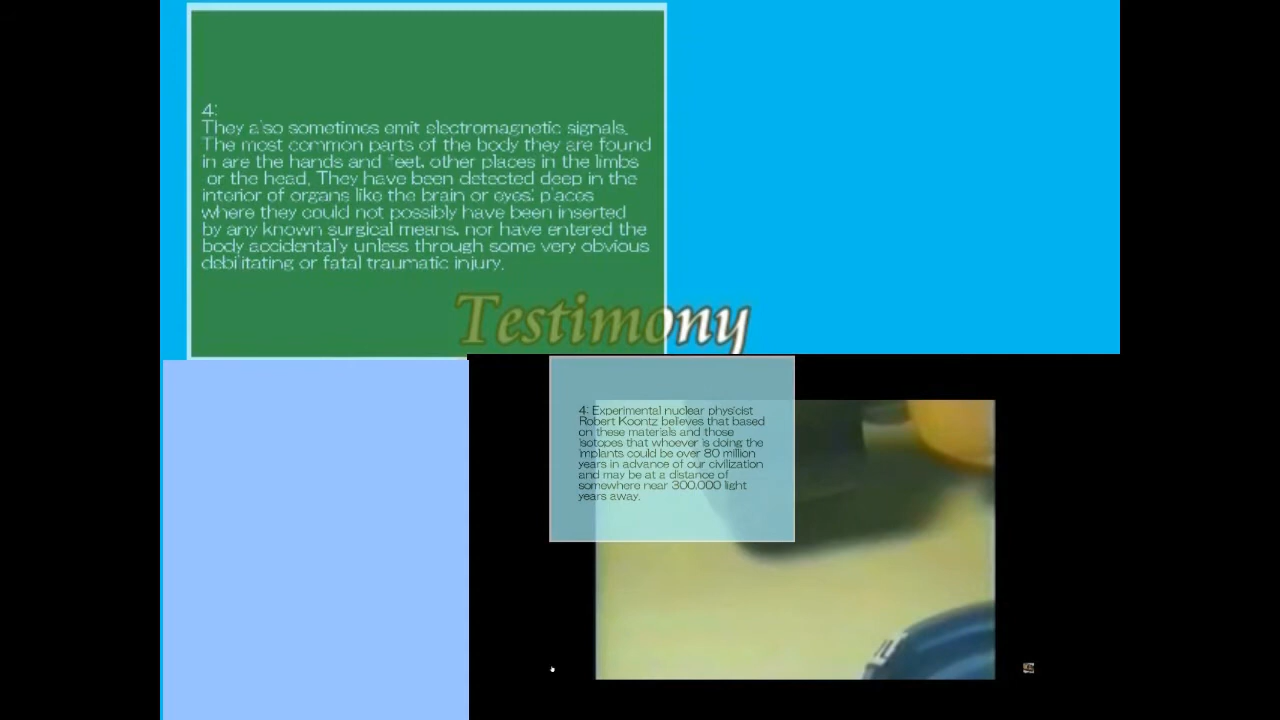 4:
They also sometimes emit electromagnetic signals.
The most common parts of the body they are found
in are the hands and feet, other places in the limbs
or the head. They have been detected deep in the
interior of organs like the brain or eyes; places
where they could not possibly have been inserted
by any known surgical means, nor have entered the
body accidentally unless through some very obvious
debilitating or fatal traumatic injury.
Testimony
4: Experimental nuclear physicist
Robert Koontz believes that based
on these materials and those
isotopes that whoever is doing the
implants could be over 80 million
years in advance of our civilization
and may be at a distance of
somewhere near 300,000 light
years away.